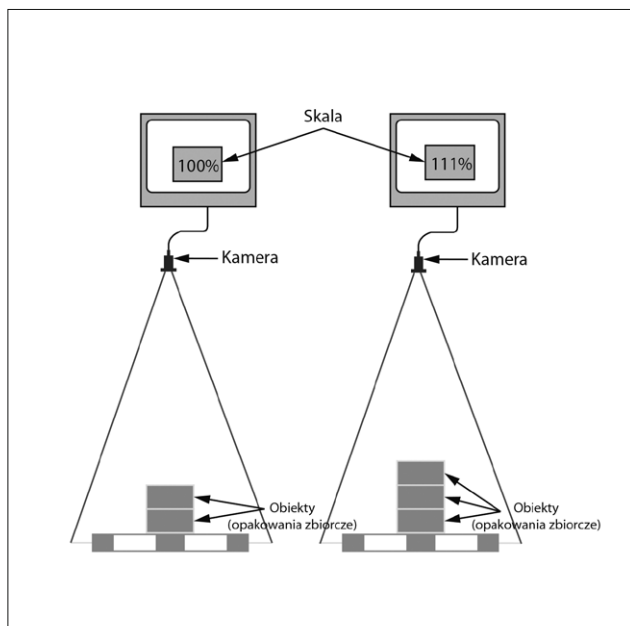 Skala
100%
111%
Kamera
Kamera
Obiekty
(opakowania zbiorcze)
Obiekty
(opakowania zbiorcze)